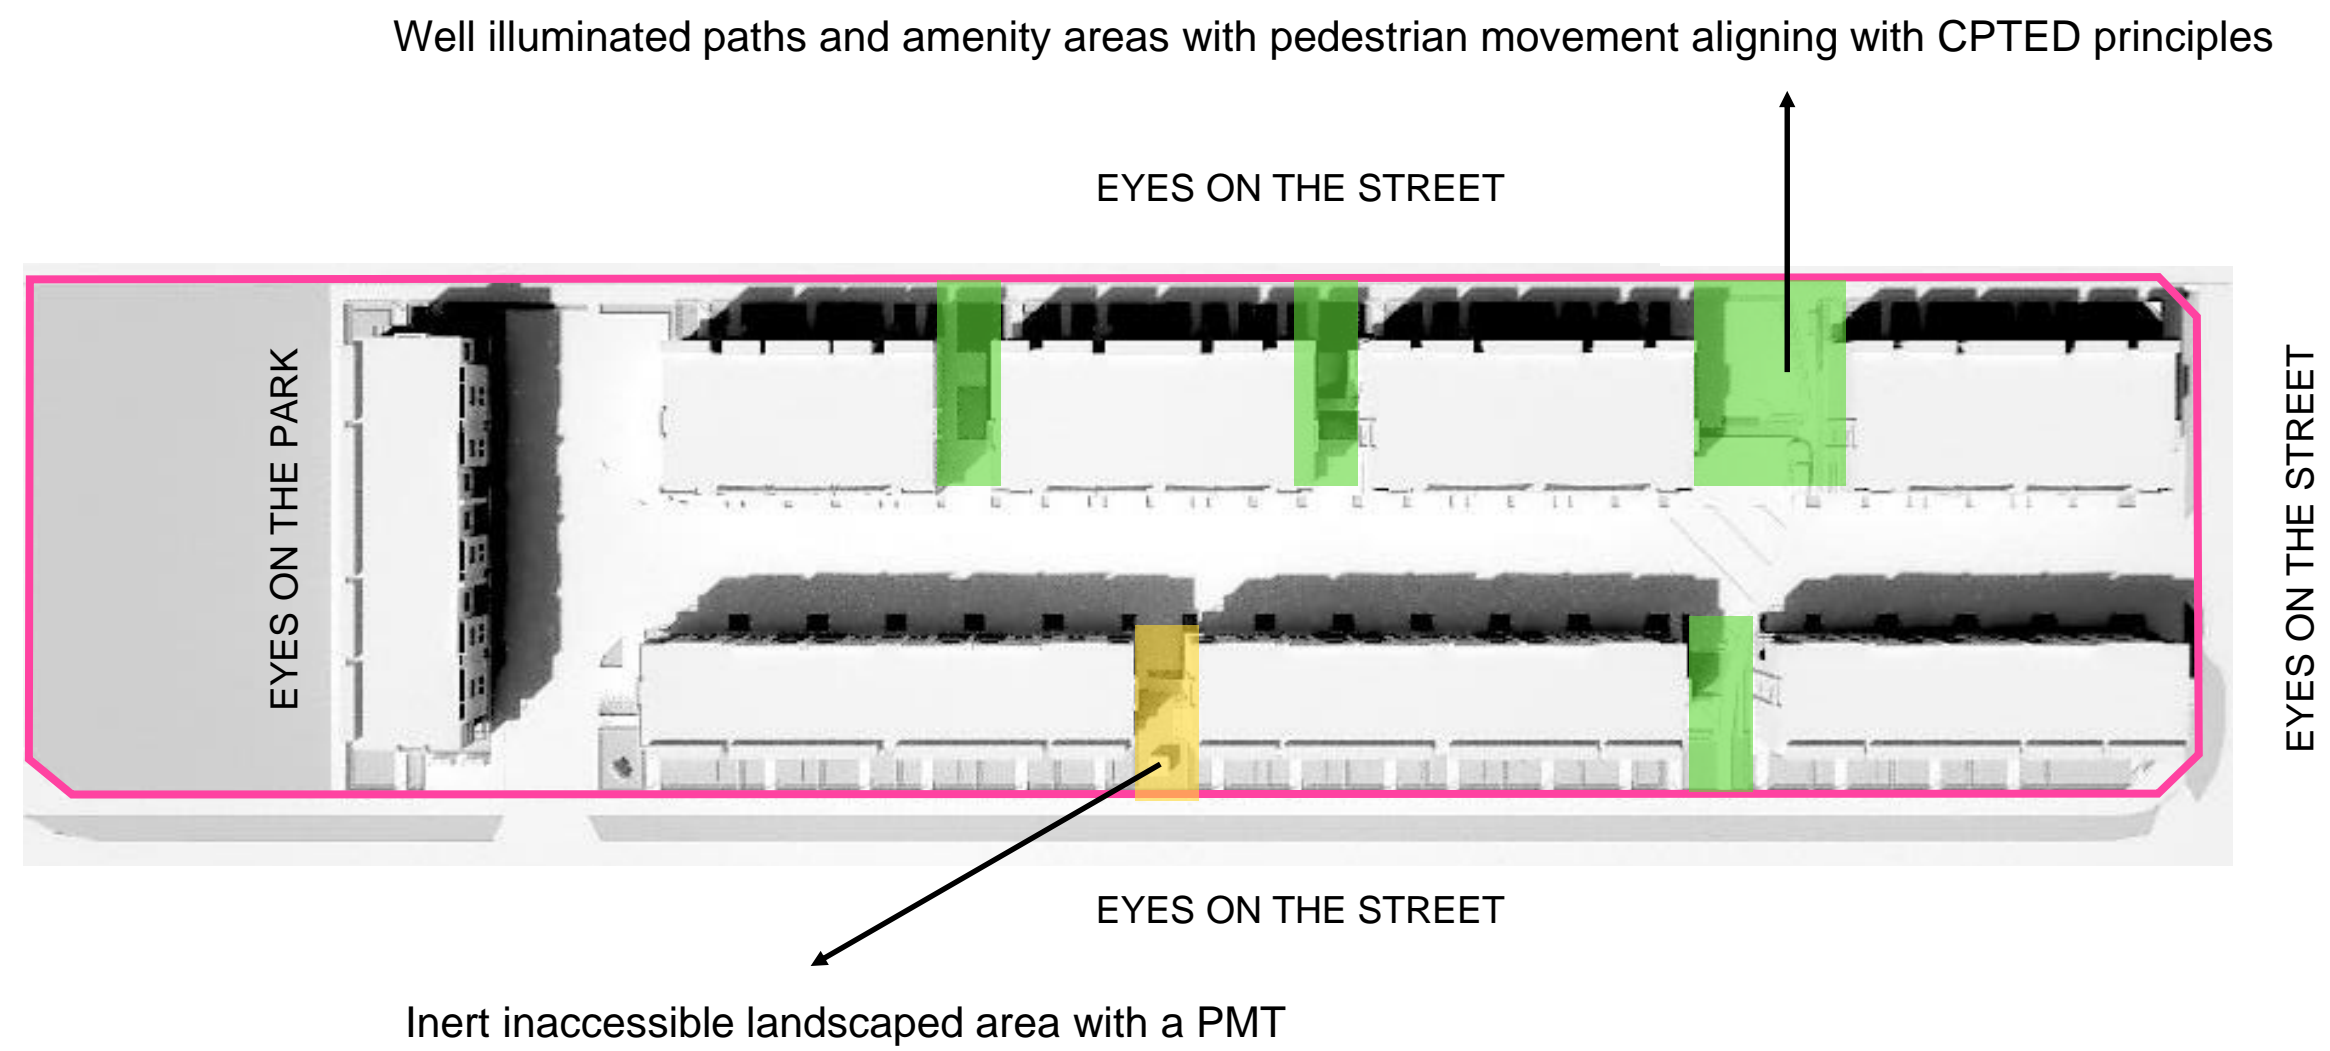 Well illuminated paths and amenity areas with pedestrian movement aligning with CPTED principles
EYES ON THE STREET
EYES ON THE PARK
EYES ON THE STREET
EYES ON THE STREET
Inert inaccessible landscaped area with a PMT